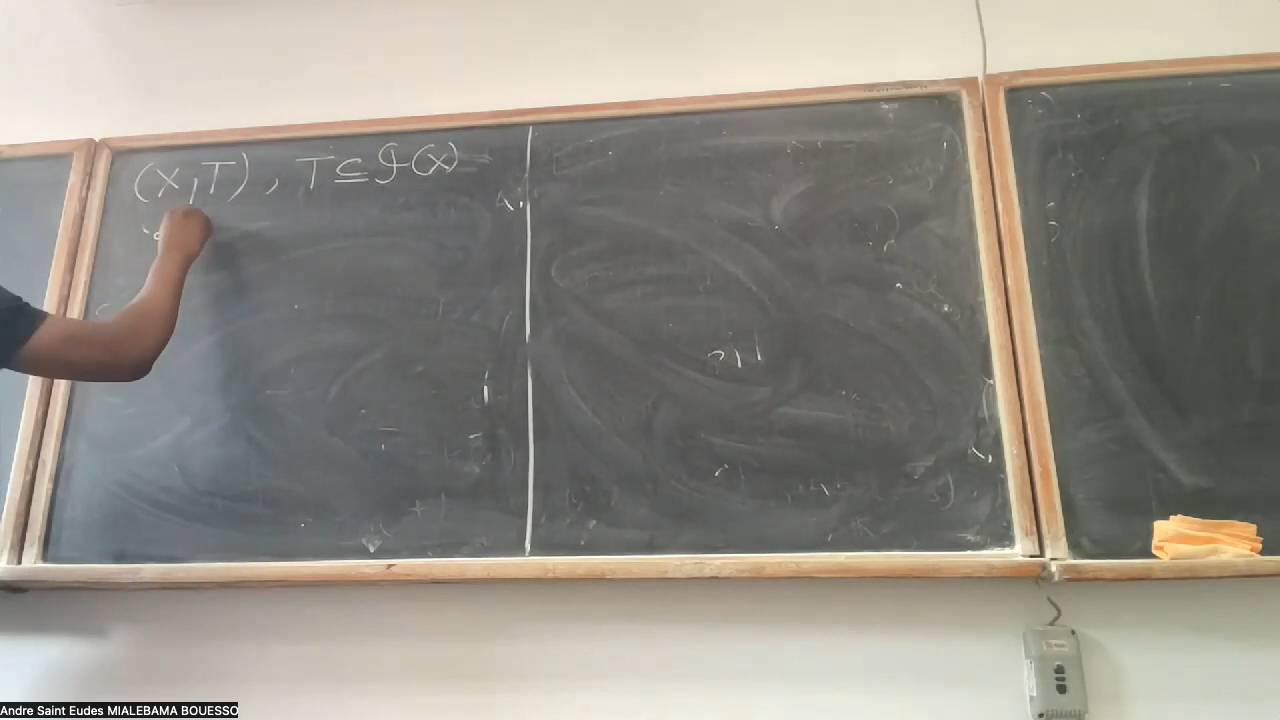 (X,T), T⊆𝒫(X)
Andre Saint Eudes MIALEBAMA BOUESSO